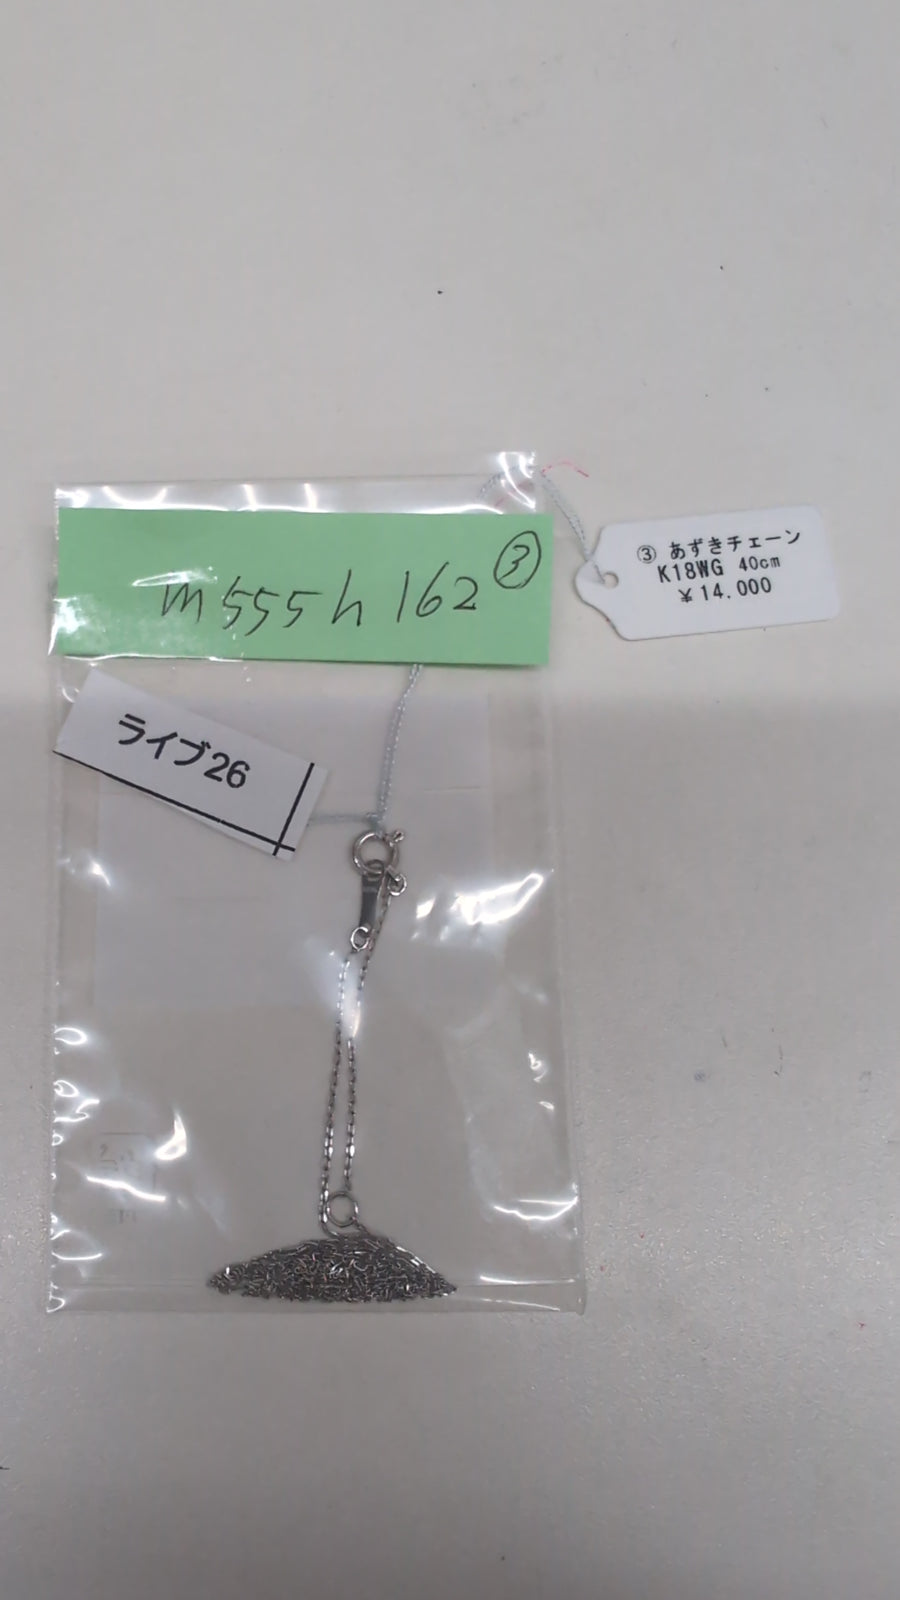 ③
m555h162
③ あずきチェーン
K18WG 40cm
¥14.000
ライブ26